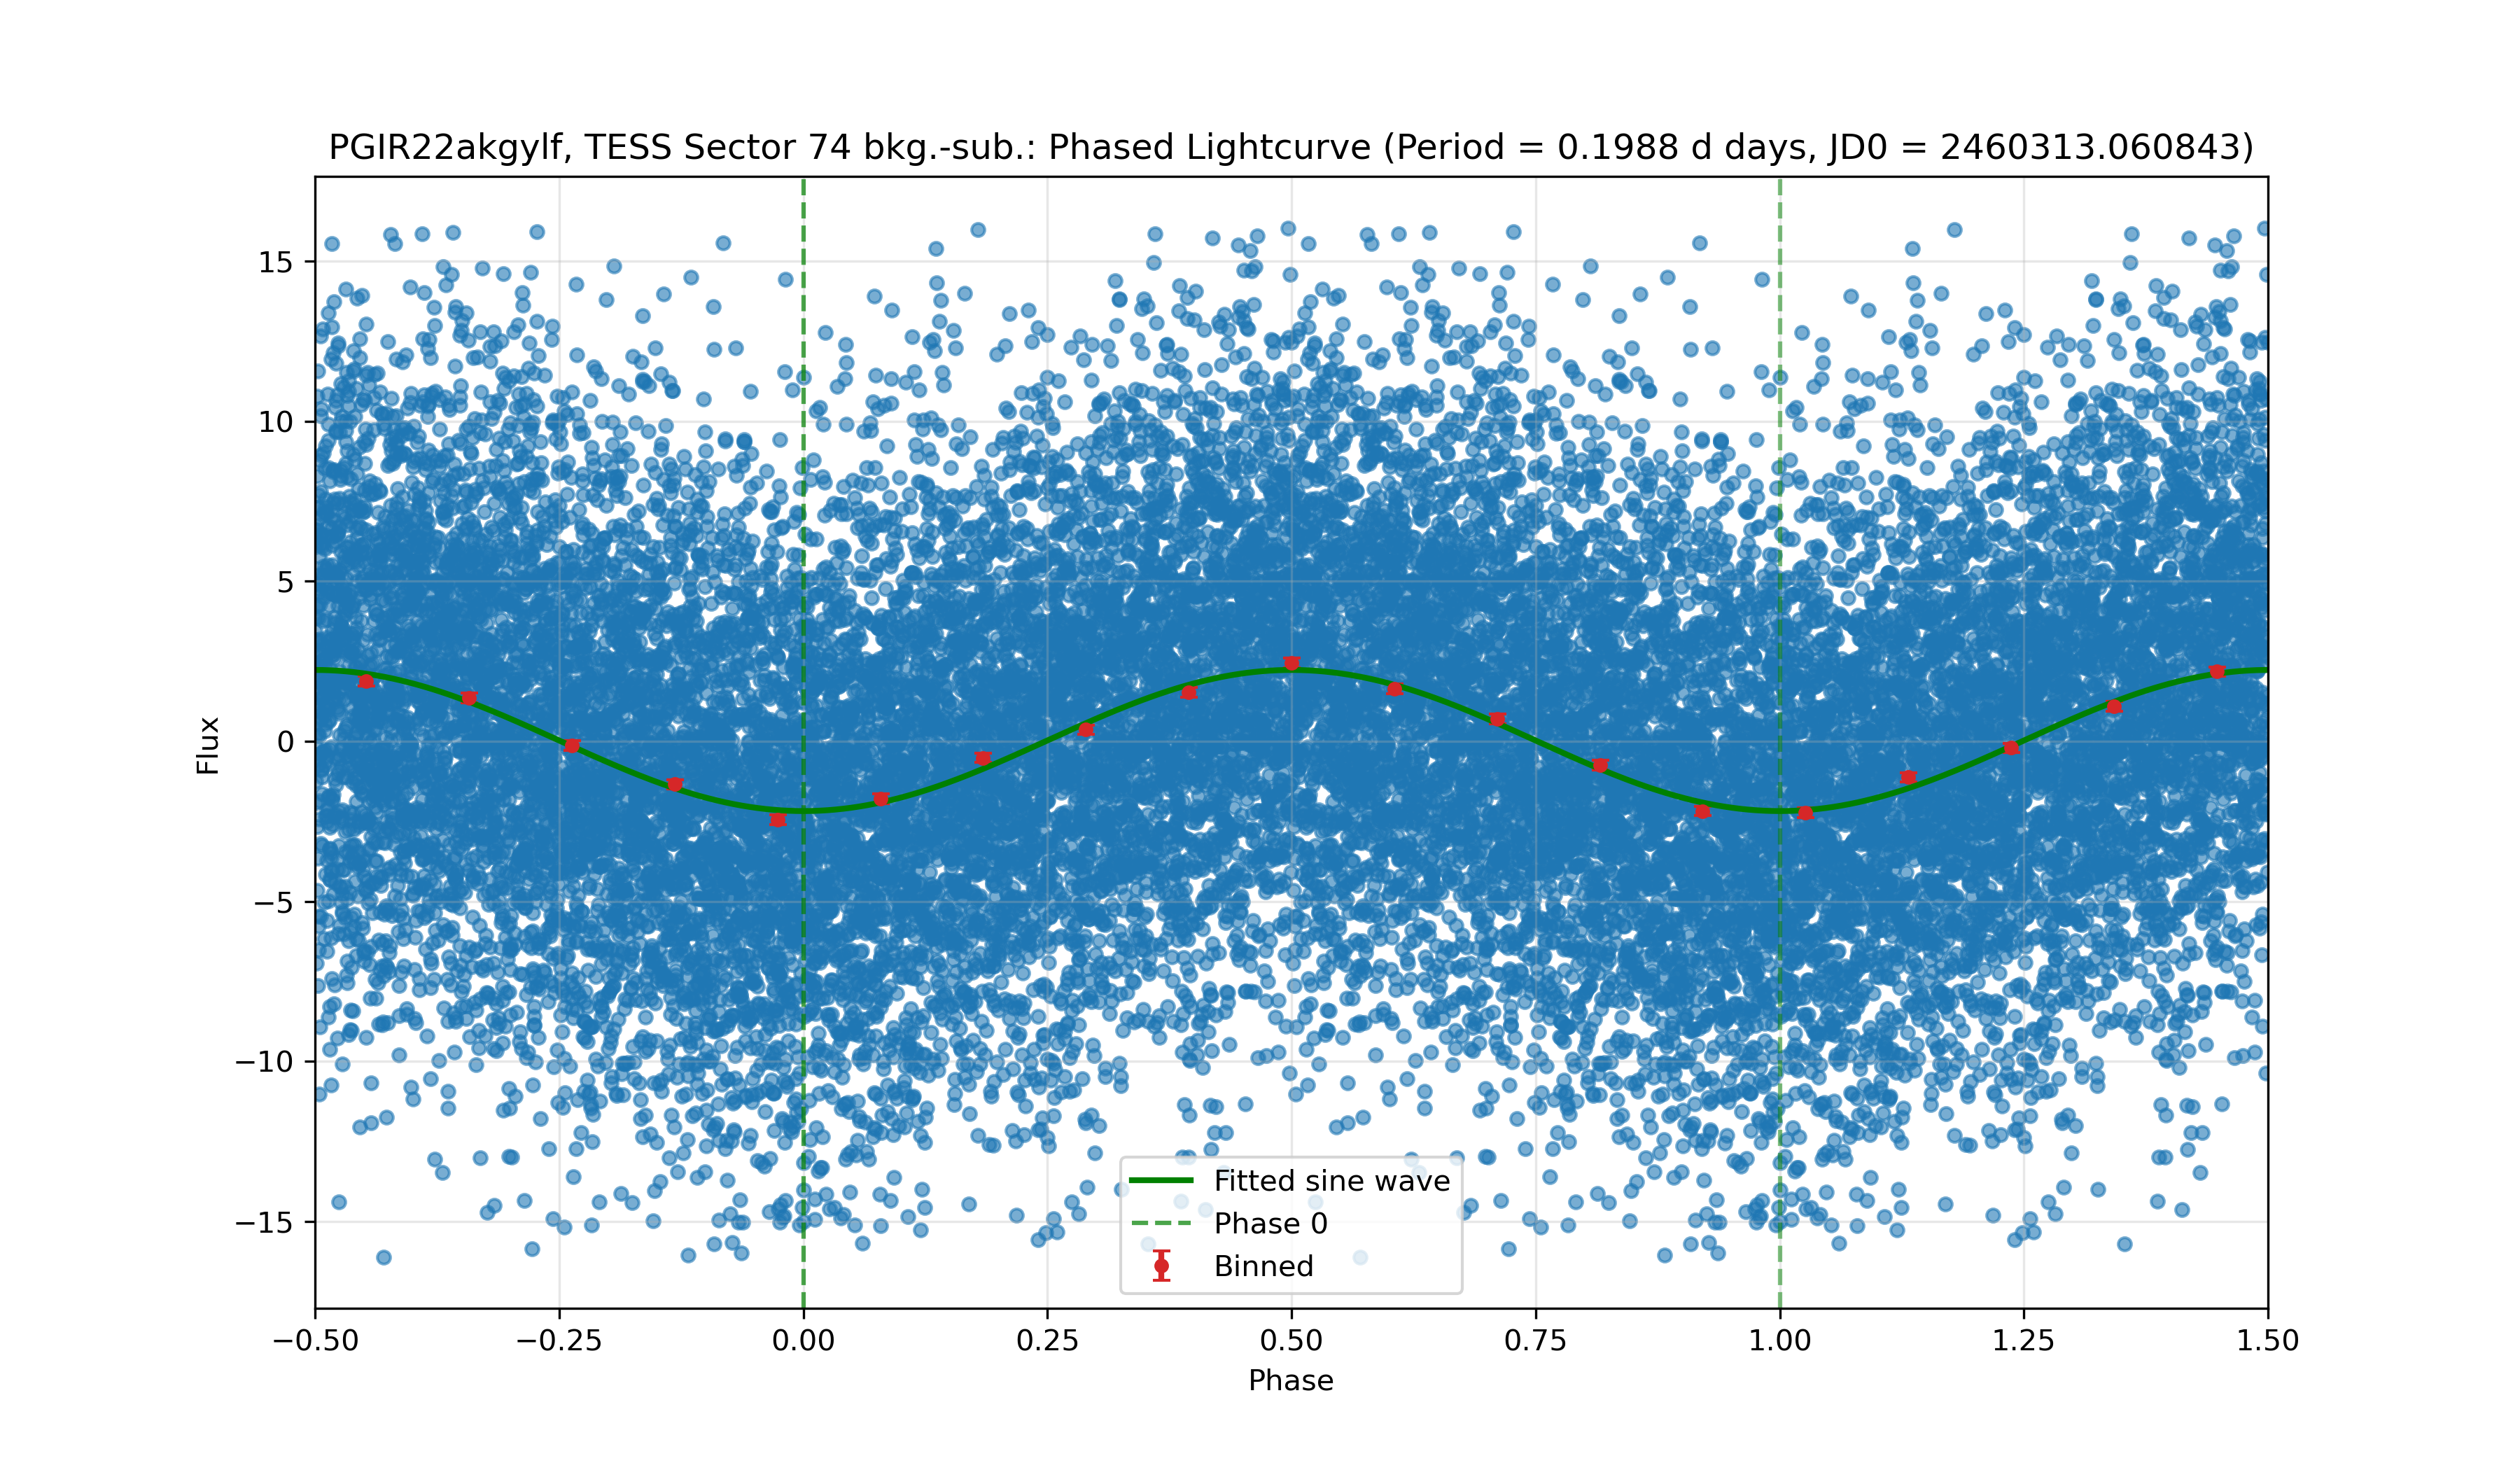 PGIR22akgylf, TESS Sector 74 bkg.-sub.: Phased Lightcurve (Period = 0.1988 d days, JD0 = 2460313.060843)
15
10
5
0
−5
−10
−15
Flux
Fitted sine wave
Phase 0
Binned
−0.50 −0.25 0.00 0.25 0.50 0.75 1.00 1.25 1.50
Phase